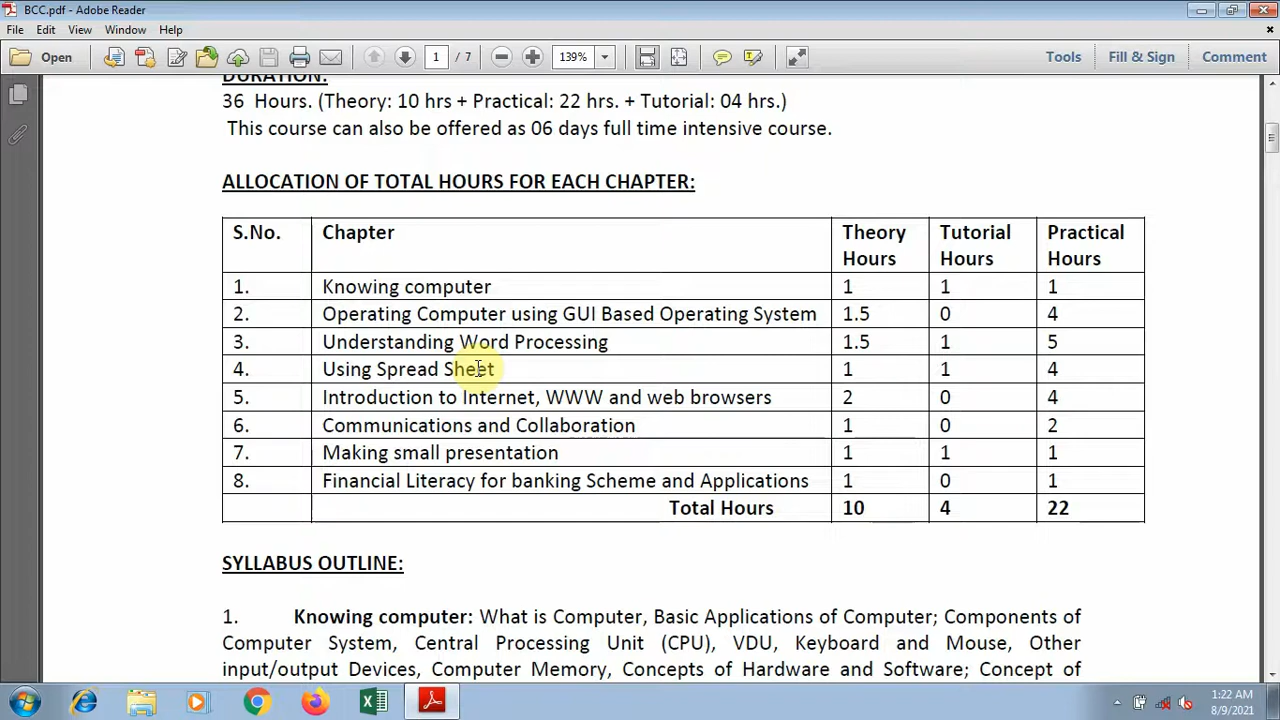 BCC.pdf - Adobe Reader
File Edit View Window Help
Open 1 / 7 139% Tools Fill & Sign Comment
DURATION:
36 Hours. (Theory: 10 hrs + Practical: 22 hrs. + Tutorial: 04 hrs.)
This course can also be offered as 06 days full time intensive course.
ALLOCATION OF TOTAL HOURS FOR EACH CHAPTER:
S.No. Chapter Theory Hours Tutorial Hours Practical Hours
1. Knowing computer 1 1 1
2. Operating Computer using GUI Based Operating System 1.5 0 4
3. Understanding Word Processing 1.5 1 5
4. Using Spread Sheet 1 1 4
5. Introduction to Internet, WWW and web browsers 2 0 4
6. Communications and Collaboration 1 0 2
7. Making small presentation 1 1 1
8. Financial Literacy for banking Scheme and Applications 1 0 1
Total Hours 10 4 22
SYLLABUS OUTLINE:
1. Knowing computer: What is Computer, Basic Applications of Computer; Components of
Computer System, Central Processing Unit (CPU), VDU, Keyboard and Mouse, Other
input/output Devices, Computer Memory, Concepts of Hardware and Software; Concept of
1:22 AM
8/9/2021